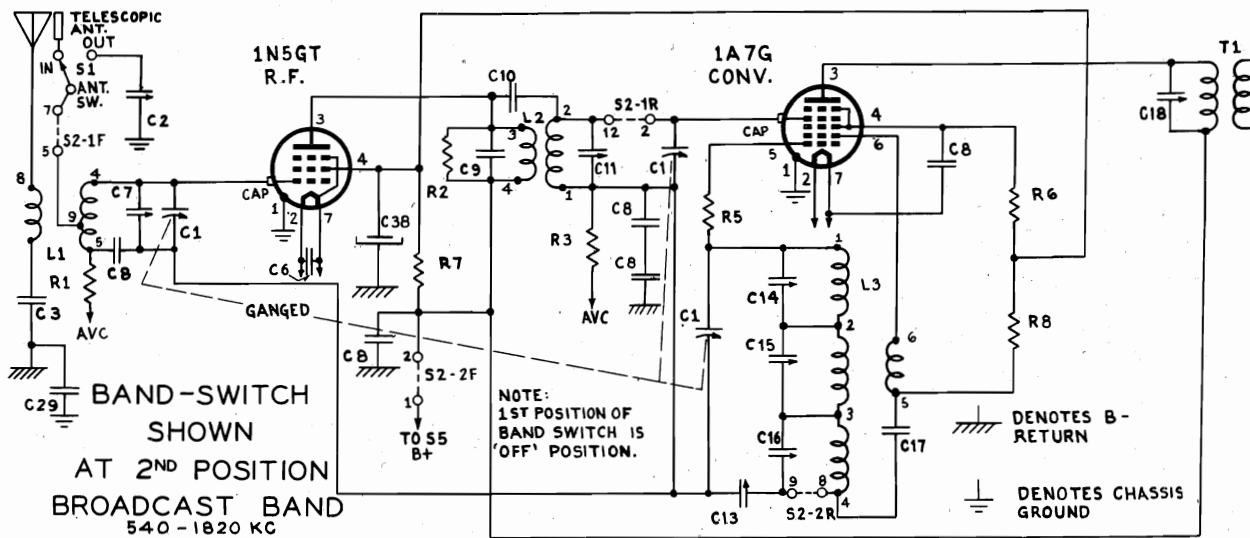 TELESCOPIC
ANT.
OUT
IN
S1
ANT.
SW.
7
S2-1F
5
C2
8
4
9
5
L1
C7
C1
C8
R1
AVC
C3
C29
1N5GT
R.F.
3
4
CAP
1
2
7
C6
C38
GANGED
R7
C8
2
S2-2F
1
TO S5
B+
C10
L2
R2
C9
3
4
2
1
C11
12
S2-1R
2
C1
C8
C8
R3
AVC
1A7G
CONV.
3
4
6
CAP
5
1
2
7
C8
R5
R6
R8
C1
C14
C15
C16
L3
1
2
3
4
9
8
S2-2R
C13
6
5
C17
C18
T1
NOTE:
1ST POSITION OF
BAND SWITCH IS
'OFF' POSITION.
BAND-SWITCH
SHOWN
AT 2ND POSITION
BROADCAST BAND
540-1820 KC
DENOTES B-
RETURN
DENOTES CHASSIS
GROUND